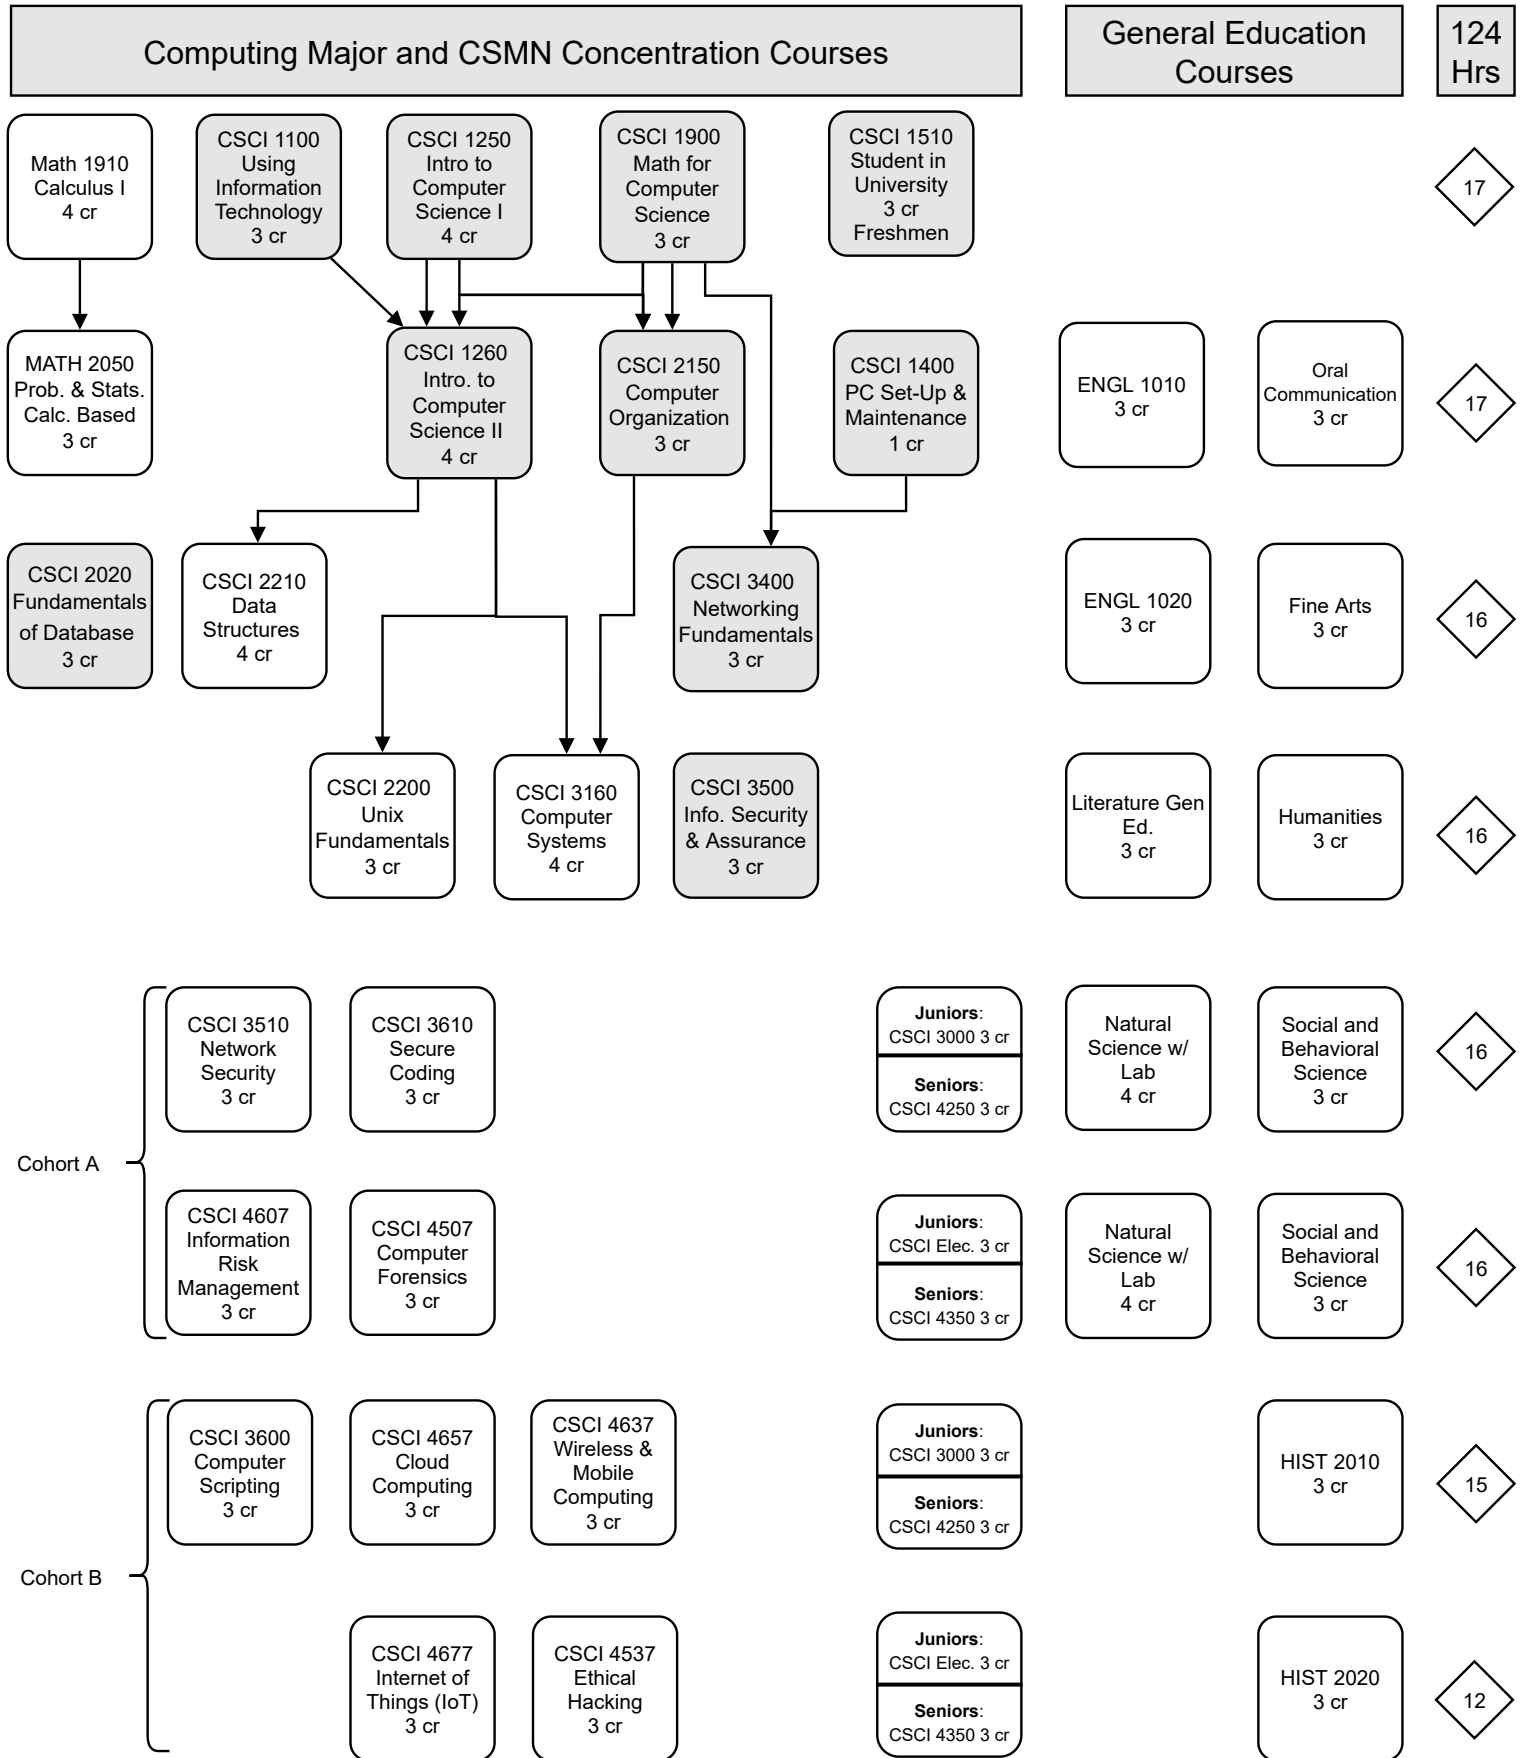 Computing Major and CSMN Concentration Courses
General Education
Courses
124
Hrs
Math 1910
Calculus I
4 cr
CSCI 1100
Using
Information
Technology
3 cr
CSCI 1250
Intro to
Computer
Science I
4 cr
CSCI 1900
Math for
Computer
Science
3 cr
CSCI 1510
Student in
University
3 cr
Freshmen
17
MATH 2050
Prob. & Stats.
Calc. Based
3 cr
CSCI 1260
Intro. to
Computer
Science II
4 cr
CSCI 2150
Computer
Organization
3 cr
CSCI 1400
PC Set-Up &
Maintenance
1 cr
ENGL 1010
3 cr
Oral
Communication
3 cr
17
CSCI 2020
Fundamentals
of Database
3 cr
CSCI 2210
Data
Structures
4 cr
CSCI 3400
Networking
Fundamentals
3 cr
ENGL 1020
3 cr
Fine Arts
3 cr
16
CSCI 2200
Unix
Fundamentals
3 cr
CSCI 3160
Computer
Systems
4 cr
CSCI 3500
Info. Security
& Assurance
3 cr
Literature Gen
Ed.
3 cr
Humanities
3 cr
16
Cohort A
CSCI 3510
Network
Security
3 cr
CSCI 3610
Secure
Coding
3 cr
Juniors:
CSCI 3000 3 cr
Seniors:
CSCI 4250 3 cr
Natural
Science w/
Lab
4 cr
Social and
Behavioral
Science
3 cr
16
CSCI 4607
Information
Risk
Management
3 cr
CSCI 4507
Computer
Forensics
3 cr
Juniors:
CSCI Elec. 3 cr
Seniors:
CSCI 4350 3 cr
Natural
Science w/
Lab
4 cr
Social and
Behavioral
Science
3 cr
16
Cohort B
CSCI 3600
Computer
Scripting
3 cr
CSCI 4657
Cloud
Computing
3 cr
CSCI 4637
Wireless &
Mobile
Computing
3 cr
Juniors:
CSCI 3000 3 cr
Seniors:
CSCI 4250 3 cr
HIST 2010
3 cr
15
CSCI 4677
Internet of
Things (IoT)
3 cr
CSCI 4537
Ethical
Hacking
3 cr
Juniors:
CSCI Elec. 3 cr
Seniors:
CSCI 4350 3 cr
HIST 2020
3 cr
12